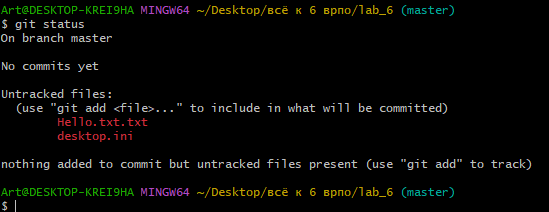 Art@DESKTOP-KREI9HA MINGW64 ~/Desktop/всё к 6 врпо/lab_6 (master)
$ git status
On branch master
No commits yet
Untracked files:
(use "git add <file>..." to include in what will be committed)
Hello.txt.txt
desktop.ini
nothing added to commit but untracked files present (use "git add" to track)
Art@DESKTOP-KREI9HA MINGW64 ~/Desktop/всё к 6 врпо/lab_6 (master)
$